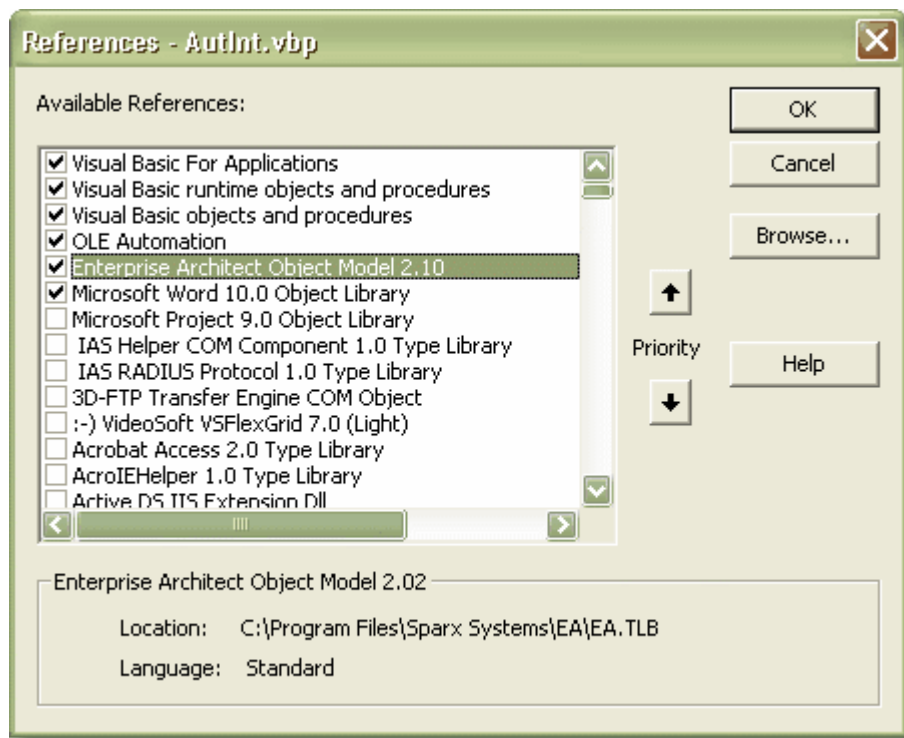 References - AutInt.vbp
Available References:
OK
Cancel
Browse...
Priority
Help
Visual Basic For Applications
Visual Basic runtime objects and procedures
Visual Basic objects and procedures
OLE Automation
Enterprise Architect Object Model 2.10
Microsoft Word 10.0 Object Library
Microsoft Project 9.0 Object Library
IAS Helper COM Component 1.0 Type Library
IAS RADIUS Protocol 1.0 Type Library
3D-FTP Transfer Engine COM Object
:-) VideoSoft VSFlexGrid 7.0 (Light)
Acrobat Access 2.0 Type Library
AcroIEHelper 1.0 Type Library
Active DS IIS Extension Dll
Enterprise Architect Object Model 2.02
Location: C:\Program Files\Sparx Systems\EA\EA.TLB
Language: Standard